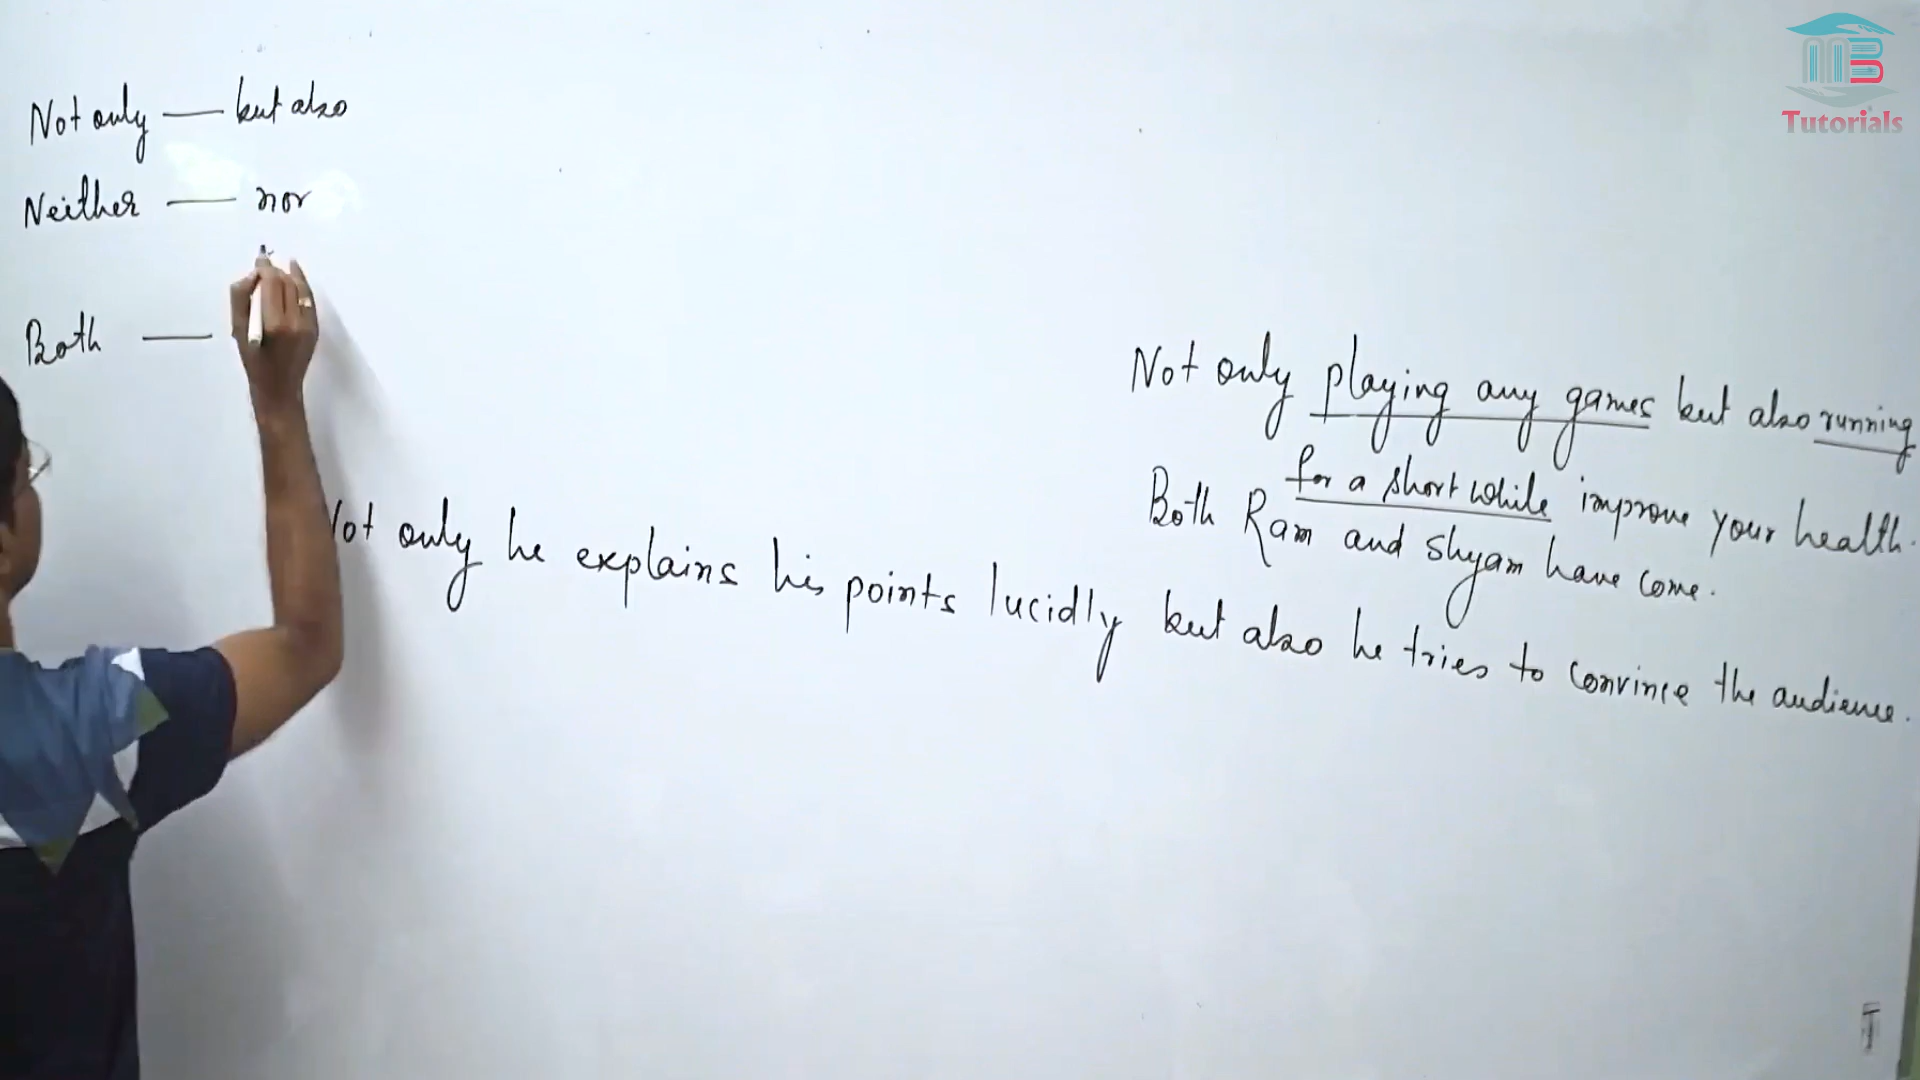 Not only — but also
Neither — nor
Both —
Not only playing any games but also running
for a short while improve your health.
Both Ram and Shyam have come.
Not only he explains his points lucidly but also he tries to convince the audience.
MB
Tutorials